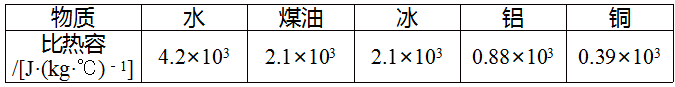 物质 水 煤油 冰 铝 铜
比热容
/[J·(kg·℃)⁻¹] 4.2×10³ 2.1×10³ 2.1×10³ 0.88×10³ 0.39×10³